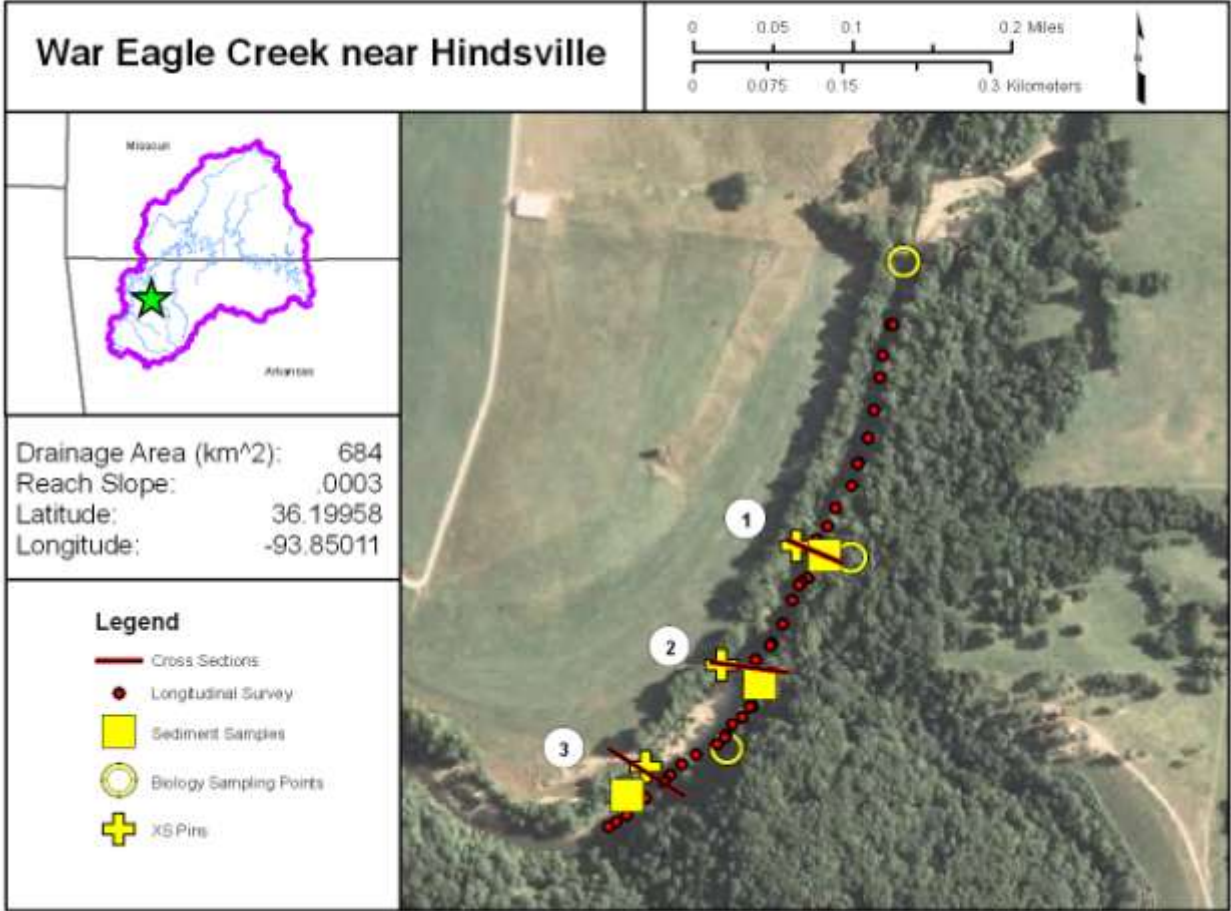 War Eagle Creek near Hindsville
0 0.05 0.1 0.2 Miles
0 0.075 0.15 0.3 Kilometers
N
Missouri
Arkansas
Drainage Area (km^2): 684
Reach Slope: .0003
Latitude: 36.19958
Longitude: -93.85011
Legend
Cross Sections
Longitudinal Survey
Sediment Samples
Biology Sampling Points
XS Pins
1
2
3